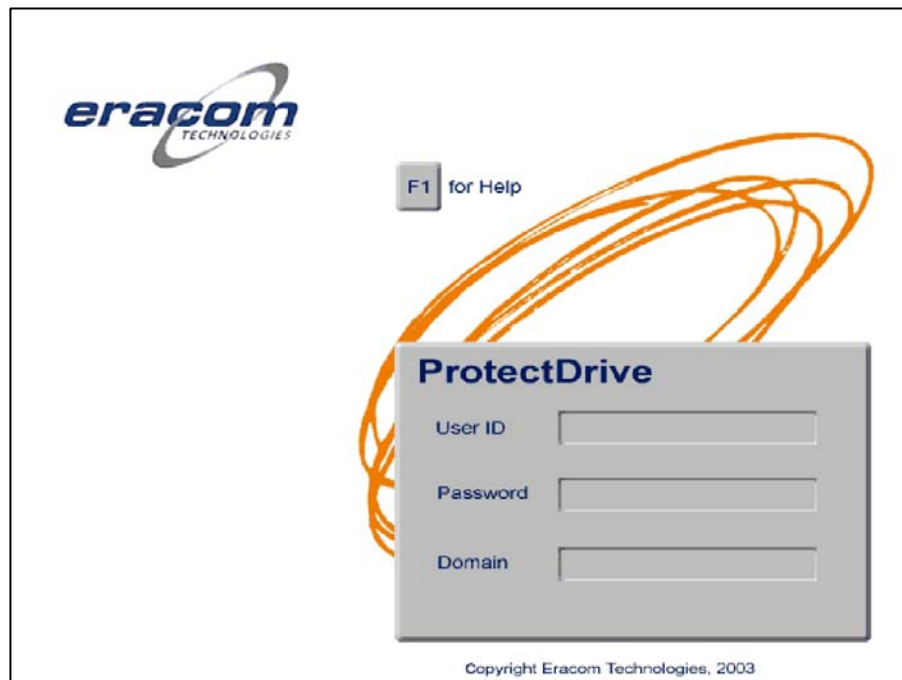 eracom
TECHNOLOGIES
F1 for Help
ProtectDrive
User ID
Password
Domain
Copyright Eracom Technologies, 2003